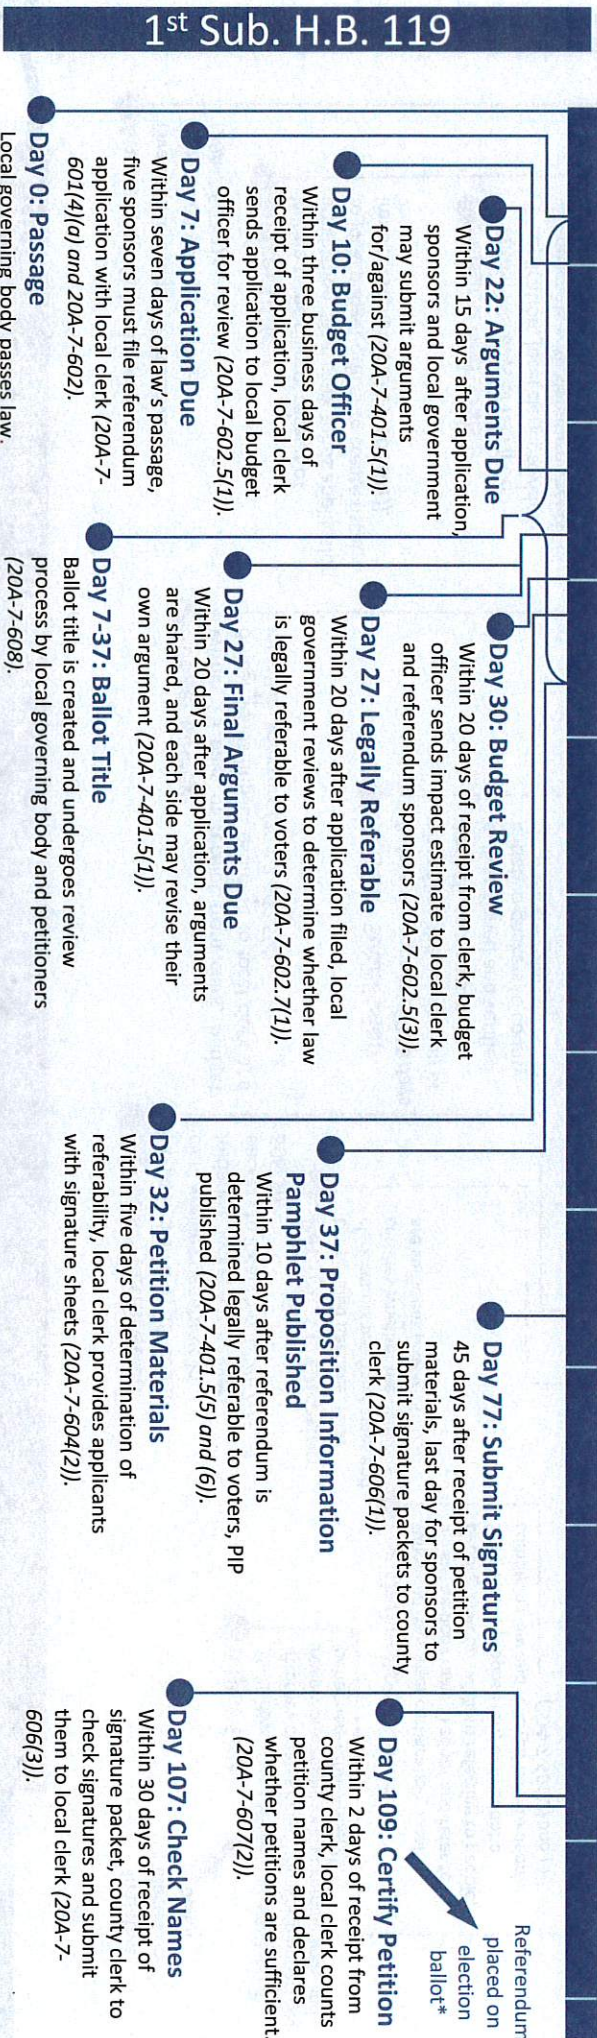 1st Sub. H.B. 119
Day 22: Arguments Due
Within 15 days after application,
sponsors and local government
may submit arguments
for/against (20A-7-401.5(1)).
Day 10: Budget Officer
Within three business days of
receipt of application, local clerk
sends application to local budget
officer for review (20A-7-602.5(1)).
Day 7: Application Due
Within seven days of law's passage,
five sponsors must file referendum
application with local clerk (20A-7-
601(4)(a) and 20A-7-602).
Day 0: Passage
Local governing body passes law.
Day 30: Budget Review
Within 20 days of receipt from clerk, budget
officer sends impact estimate to local clerk
and referendum sponsors (20A-7-602.5(3)).
Day 27: Legally Referable
Within 20 days after application filed, local
government reviews to determine whether law
is legally referable to voters (20A-7-602.7(1)).
Day 27: Final Arguments Due
Within 20 days after application, arguments
are shared, and each side may revise their
own argument (20A-7-401.5(1)).
Day 7-37: Ballot Title
Ballot title is created and undergoes review
process by local governing body and petitioners
(20A-7-608).
Day 37: Proposition Information
Pamphlet Published
Within 10 days after referendum is
determined legally referable to voters, PIP
published (20A-7-401.5(5) and (6)).
Day 32: Petition Materials
Within five days of determination of
referability, local clerk provides applicants
with signature sheets (20A-7-604(2)).
Day 77: Submit Signatures
45 days after receipt of petition
materials, last day for sponsors to
submit signature packets to county
clerk (20A-7-606(1)).
Referendum
placed on
election
ballot*
Day 109: Certify Petition
Within 2 days of receipt from
county clerk, local clerk counts
petition names and declares
whether petitions are sufficient
(20A-7-607(2)).
Day 107: Check Names
Within 30 days of receipt of
signature packet, county clerk to
check signatures and submit
them to local clerk (20A-7-
606(3)).